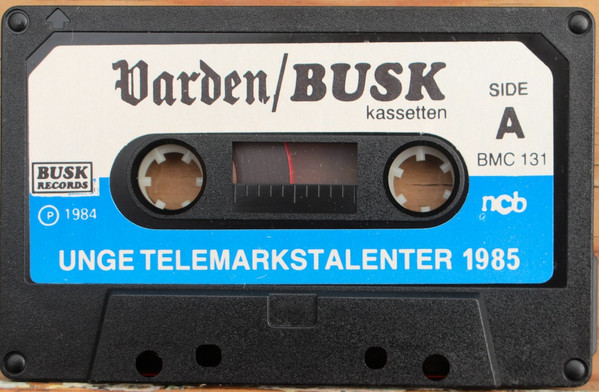 Varden/BUSK
kassetten
SIDE
A
BMC 131
BUSK
RECORDS
℗ 1984
ncb
UNGE TELEMARKSTALENTER 1985